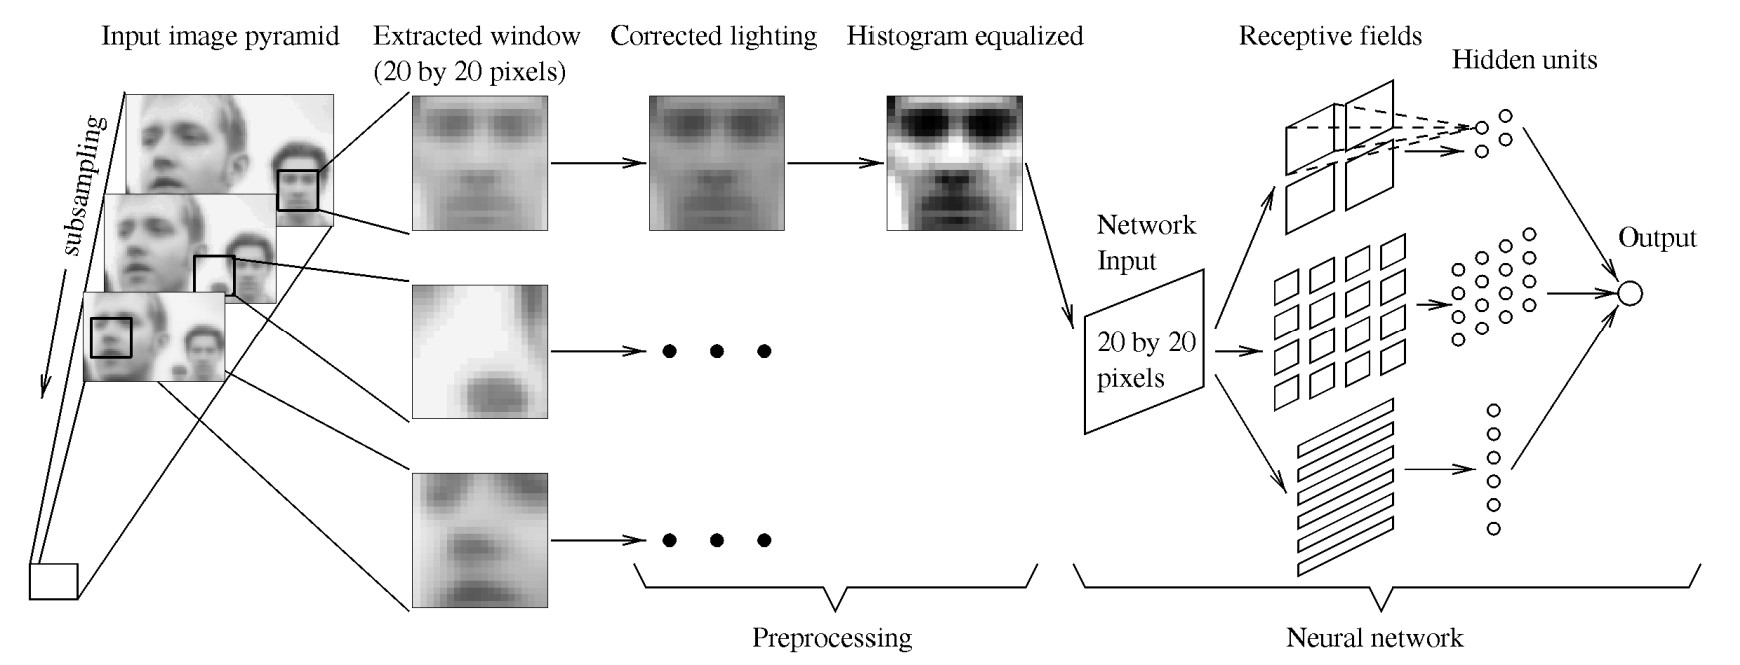 Input image pyramid
Extracted window
(20 by 20 pixels)
Corrected lighting
Histogram equalized
Receptive fields
Hidden units
subsampling
Network
Input
20 by 20
pixels
Output
Preprocessing
Neural network